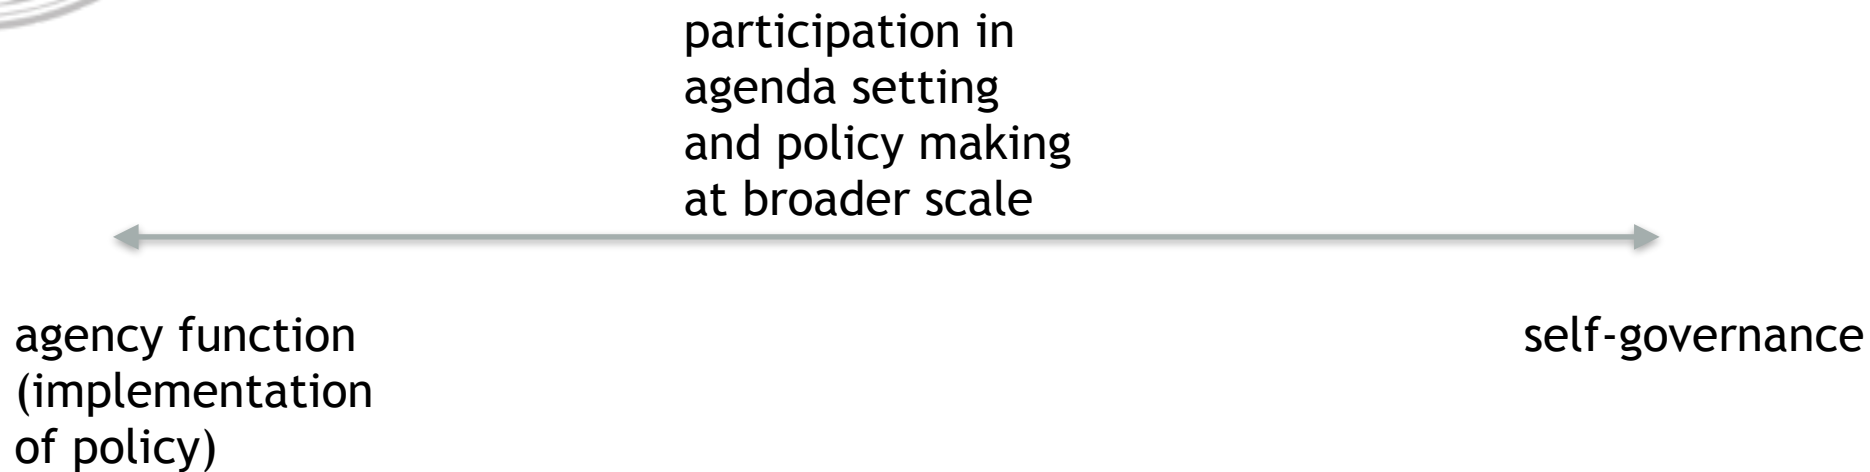 participation in
agenda setting
and policy making
at broader scale
agency function
(implementation
of policy)
self-governance